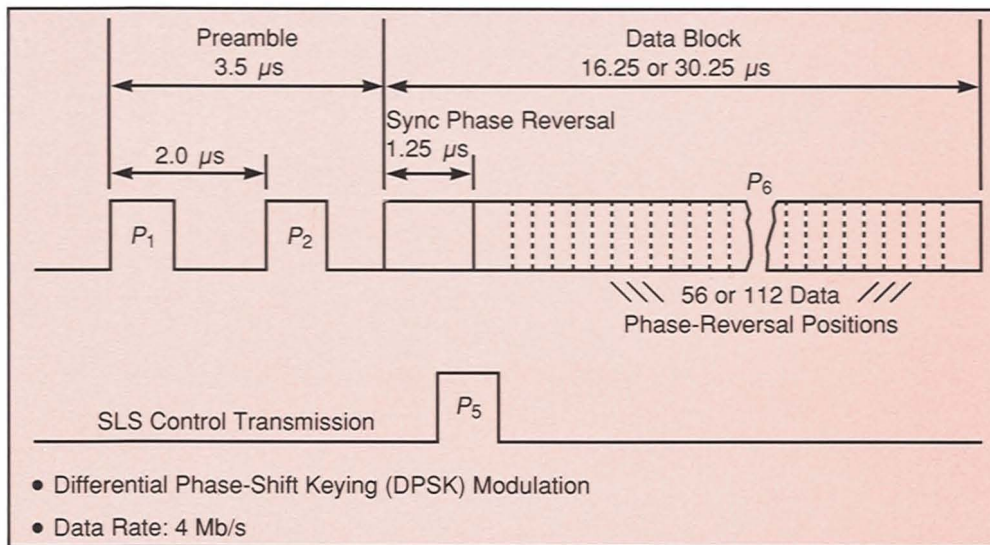 Preamble
3.5 µs
Data Block
16.25 or 30.25 µs
Sync Phase Reversal
1.25 µs
2.0 µs
P6
P1
P2
56 or 112 Data
Phase-Reversal Positions
P5
SLS Control Transmission
• Differential Phase-Shift Keying (DPSK) Modulation
• Data Rate: 4 Mb/s